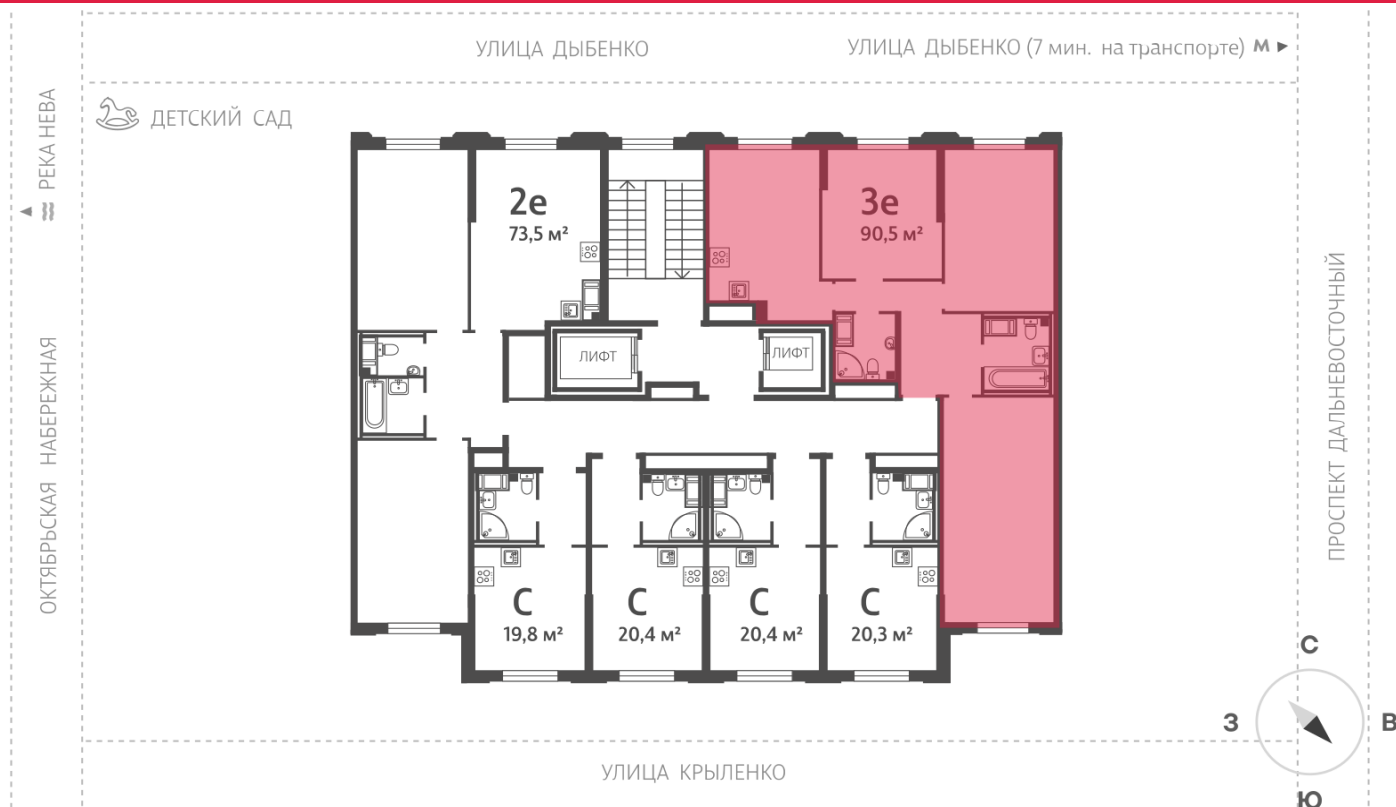 УЛИЦА ДЫБЕНКО
УЛИЦА ДЫБЕНКО (7 мин. на транспорте) М
РЕКА НЕВА
ДЕТСКИЙ САД
2е
73,5 м²
3е
90,5 м²
ЛИФТ
ЛИФТ
ОКТЯБРЬСКАЯ НАБЕРЕЖНАЯ
ПРОСПЕКТ ДАЛЬНЕВОСТОЧНЫЙ
С
19,8 м²
С
20,4 м²
С
20,4 м²
С
20,3 м²
С
З
В
Ю
УЛИЦА КРЫЛЕНКО